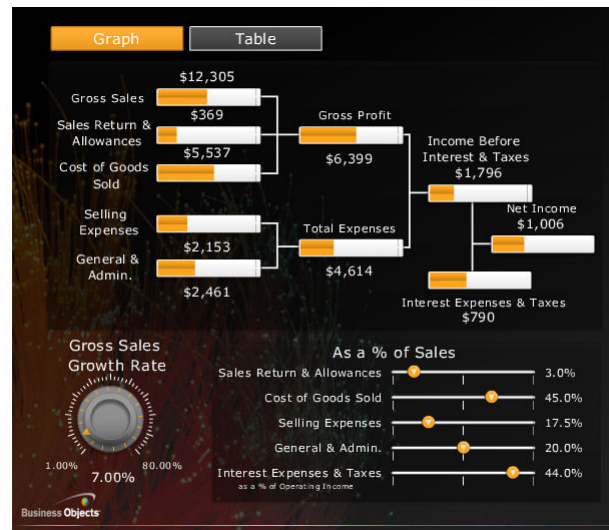 Graph
Table
$12,305
Gross Sales
$369
Sales Return &
Allowances
$5,537
Cost of Goods
Sold
Gross Profit
$6,399
Income Before
Interest & Taxes
$1,796
Selling
Expenses
$2,153
General &
Admin.
$2,461
Total Expenses
$4,614
Net Income
$1,006
Interest Expenses & Taxes
$790
Gross Sales
Growth Rate
1.00%
80.00%
7.00%
As a % of Sales
Sales Return & Allowances 3.0%
Cost of Goods Sold 45.0%
Selling Expenses 17.5%
General & Admin. 20.0%
Interest Expenses & Taxes 44.0%
as a % of Operating Income
Business Objects